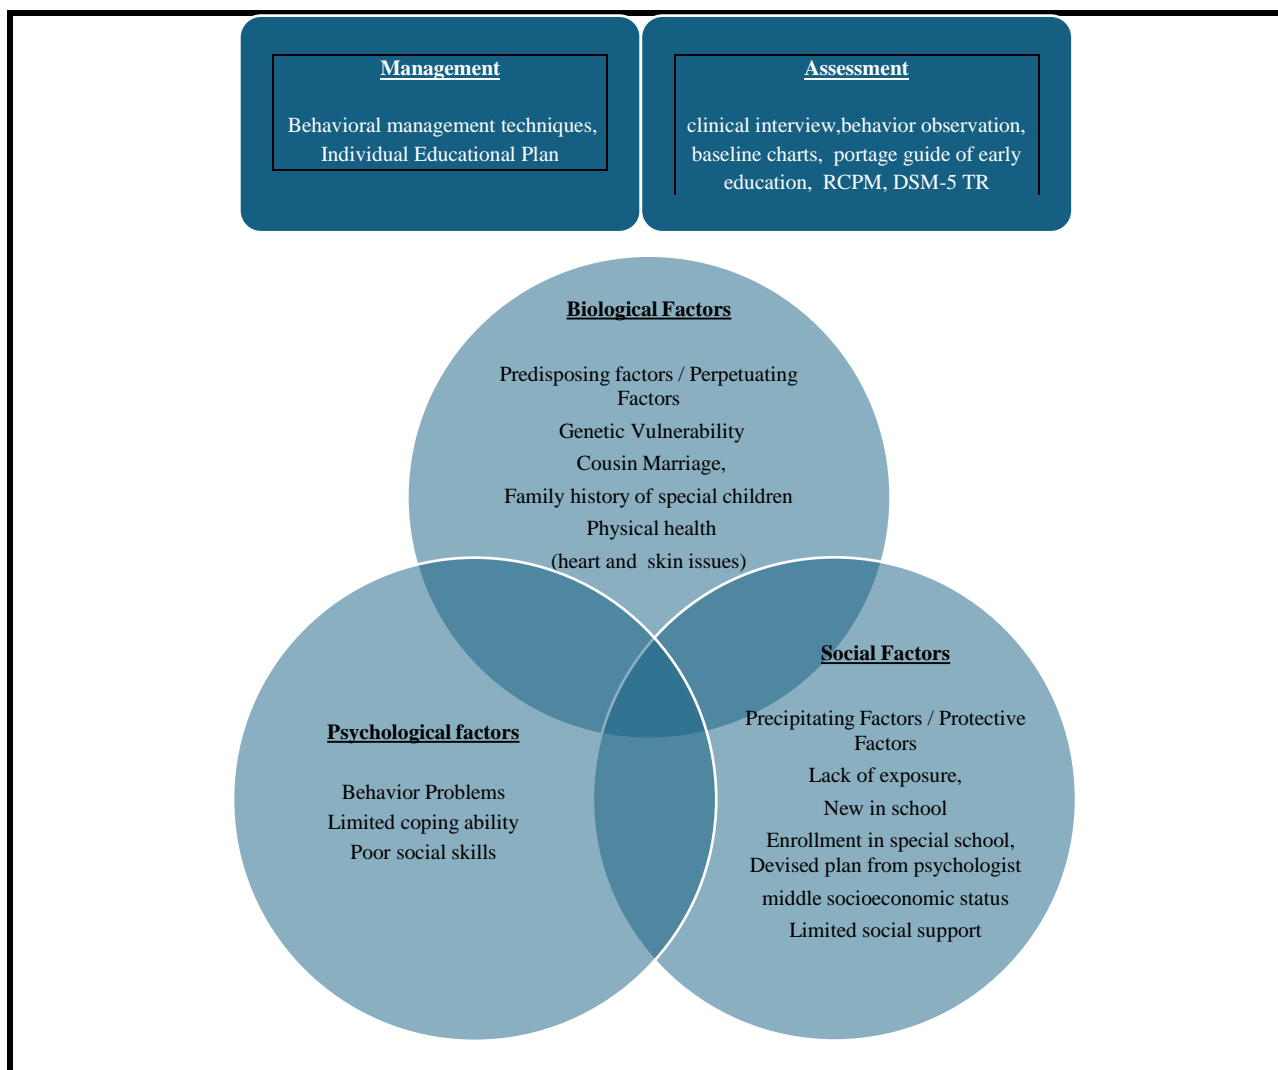 Management
Behavioral management techniques,
Individual Educational Plan
Assessment
clinical interview,behavior observation,
baseline charts, portage guide of early
education, RCPM, DSM-5 TR
Biological Factors
Predisposing factors / Perpetuating
Factors
Genetic Vulnerability
Cousin Marriage,
Family history of special children
Physical health
(heart and skin issues)
Psychological factors
Behavior Problems
Limited coping ability
Poor social skills
Social Factors
Precipitating Factors / Protective
Factors
Lack of exposure,
New in school
Enrollment in special school,
Devised plan from psychologist
middle socioeconomic status
Limited social support